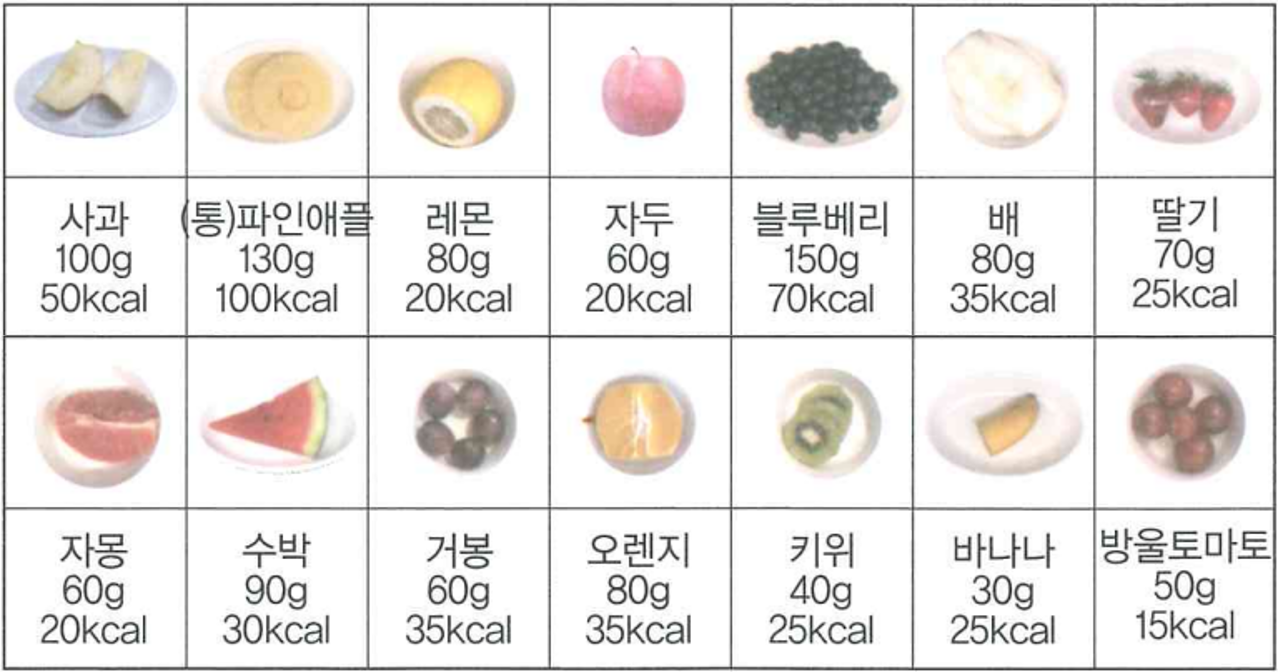 사과
100g
50kcal
(통)파인애플
130g
100kcal
레몬
80g
20kcal
자두
60g
20kcal
블루베리
150g
70kcal
배
80g
35kcal
딸기
70g
25kcal
자몽
60g
20kcal
수박
90g
30kcal
거봉
60g
35kcal
오렌지
80g
35kcal
키위
40g
25kcal
바나나
30g
25kcal
방울토마토
50g
15kcal